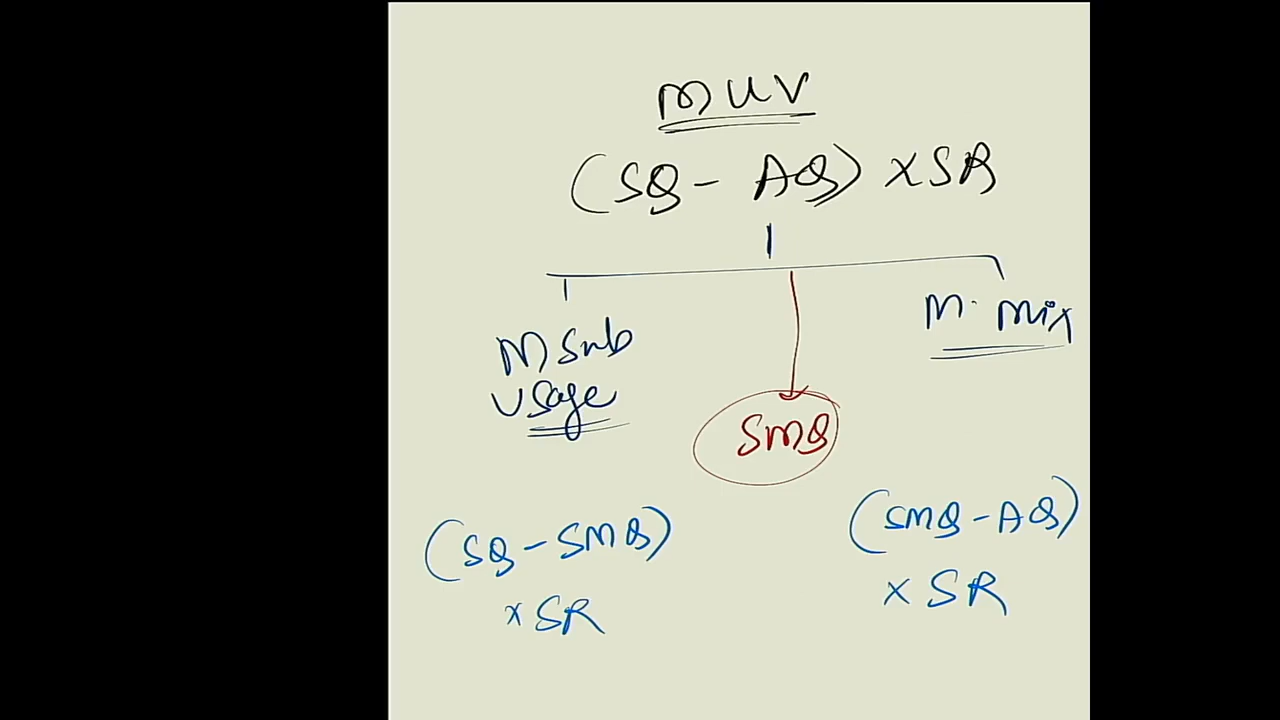 MUV
(SQ - AQ) x SR
M Sub
usage
M. Mix
SMQ
(SQ - SMQ)
x SR
(SMQ - AQ)
x SR